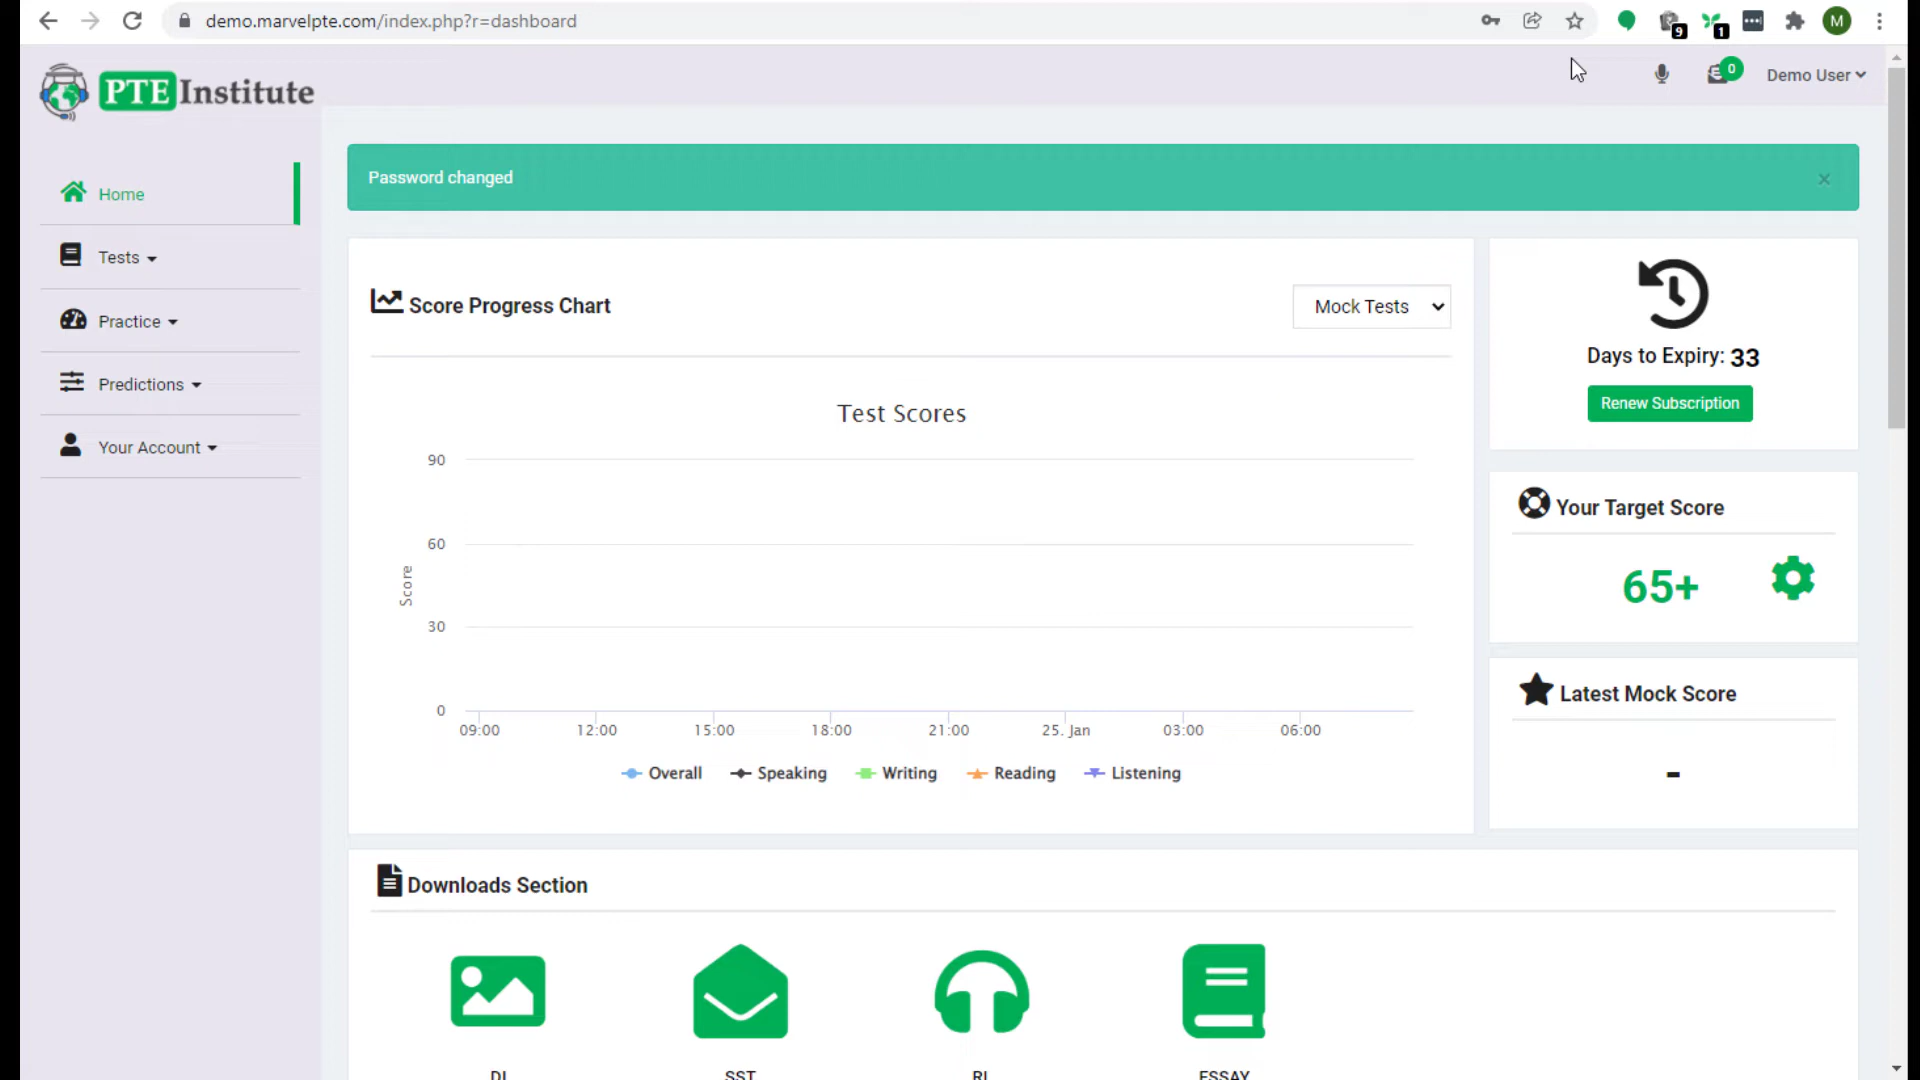 demo.marvelpte.com/index.php?r=dashboard
9
1
M
PTE Institute
0
Demo User
Home
Tests
Practice
Predictions
Your Account
Password changed
×
Score Progress Chart
Mock Tests
Test Scores
90
60
30
0
Score
09:00 12:00 15:00 18:00 21:00 25. Jan 03:00 06:00
Overall Speaking Writing Reading Listening
Days to Expiry: 33
Renew Subscription
Your Target Score
65+
Latest Mock Score
-
Downloads Section
DI SST RL ESSAY